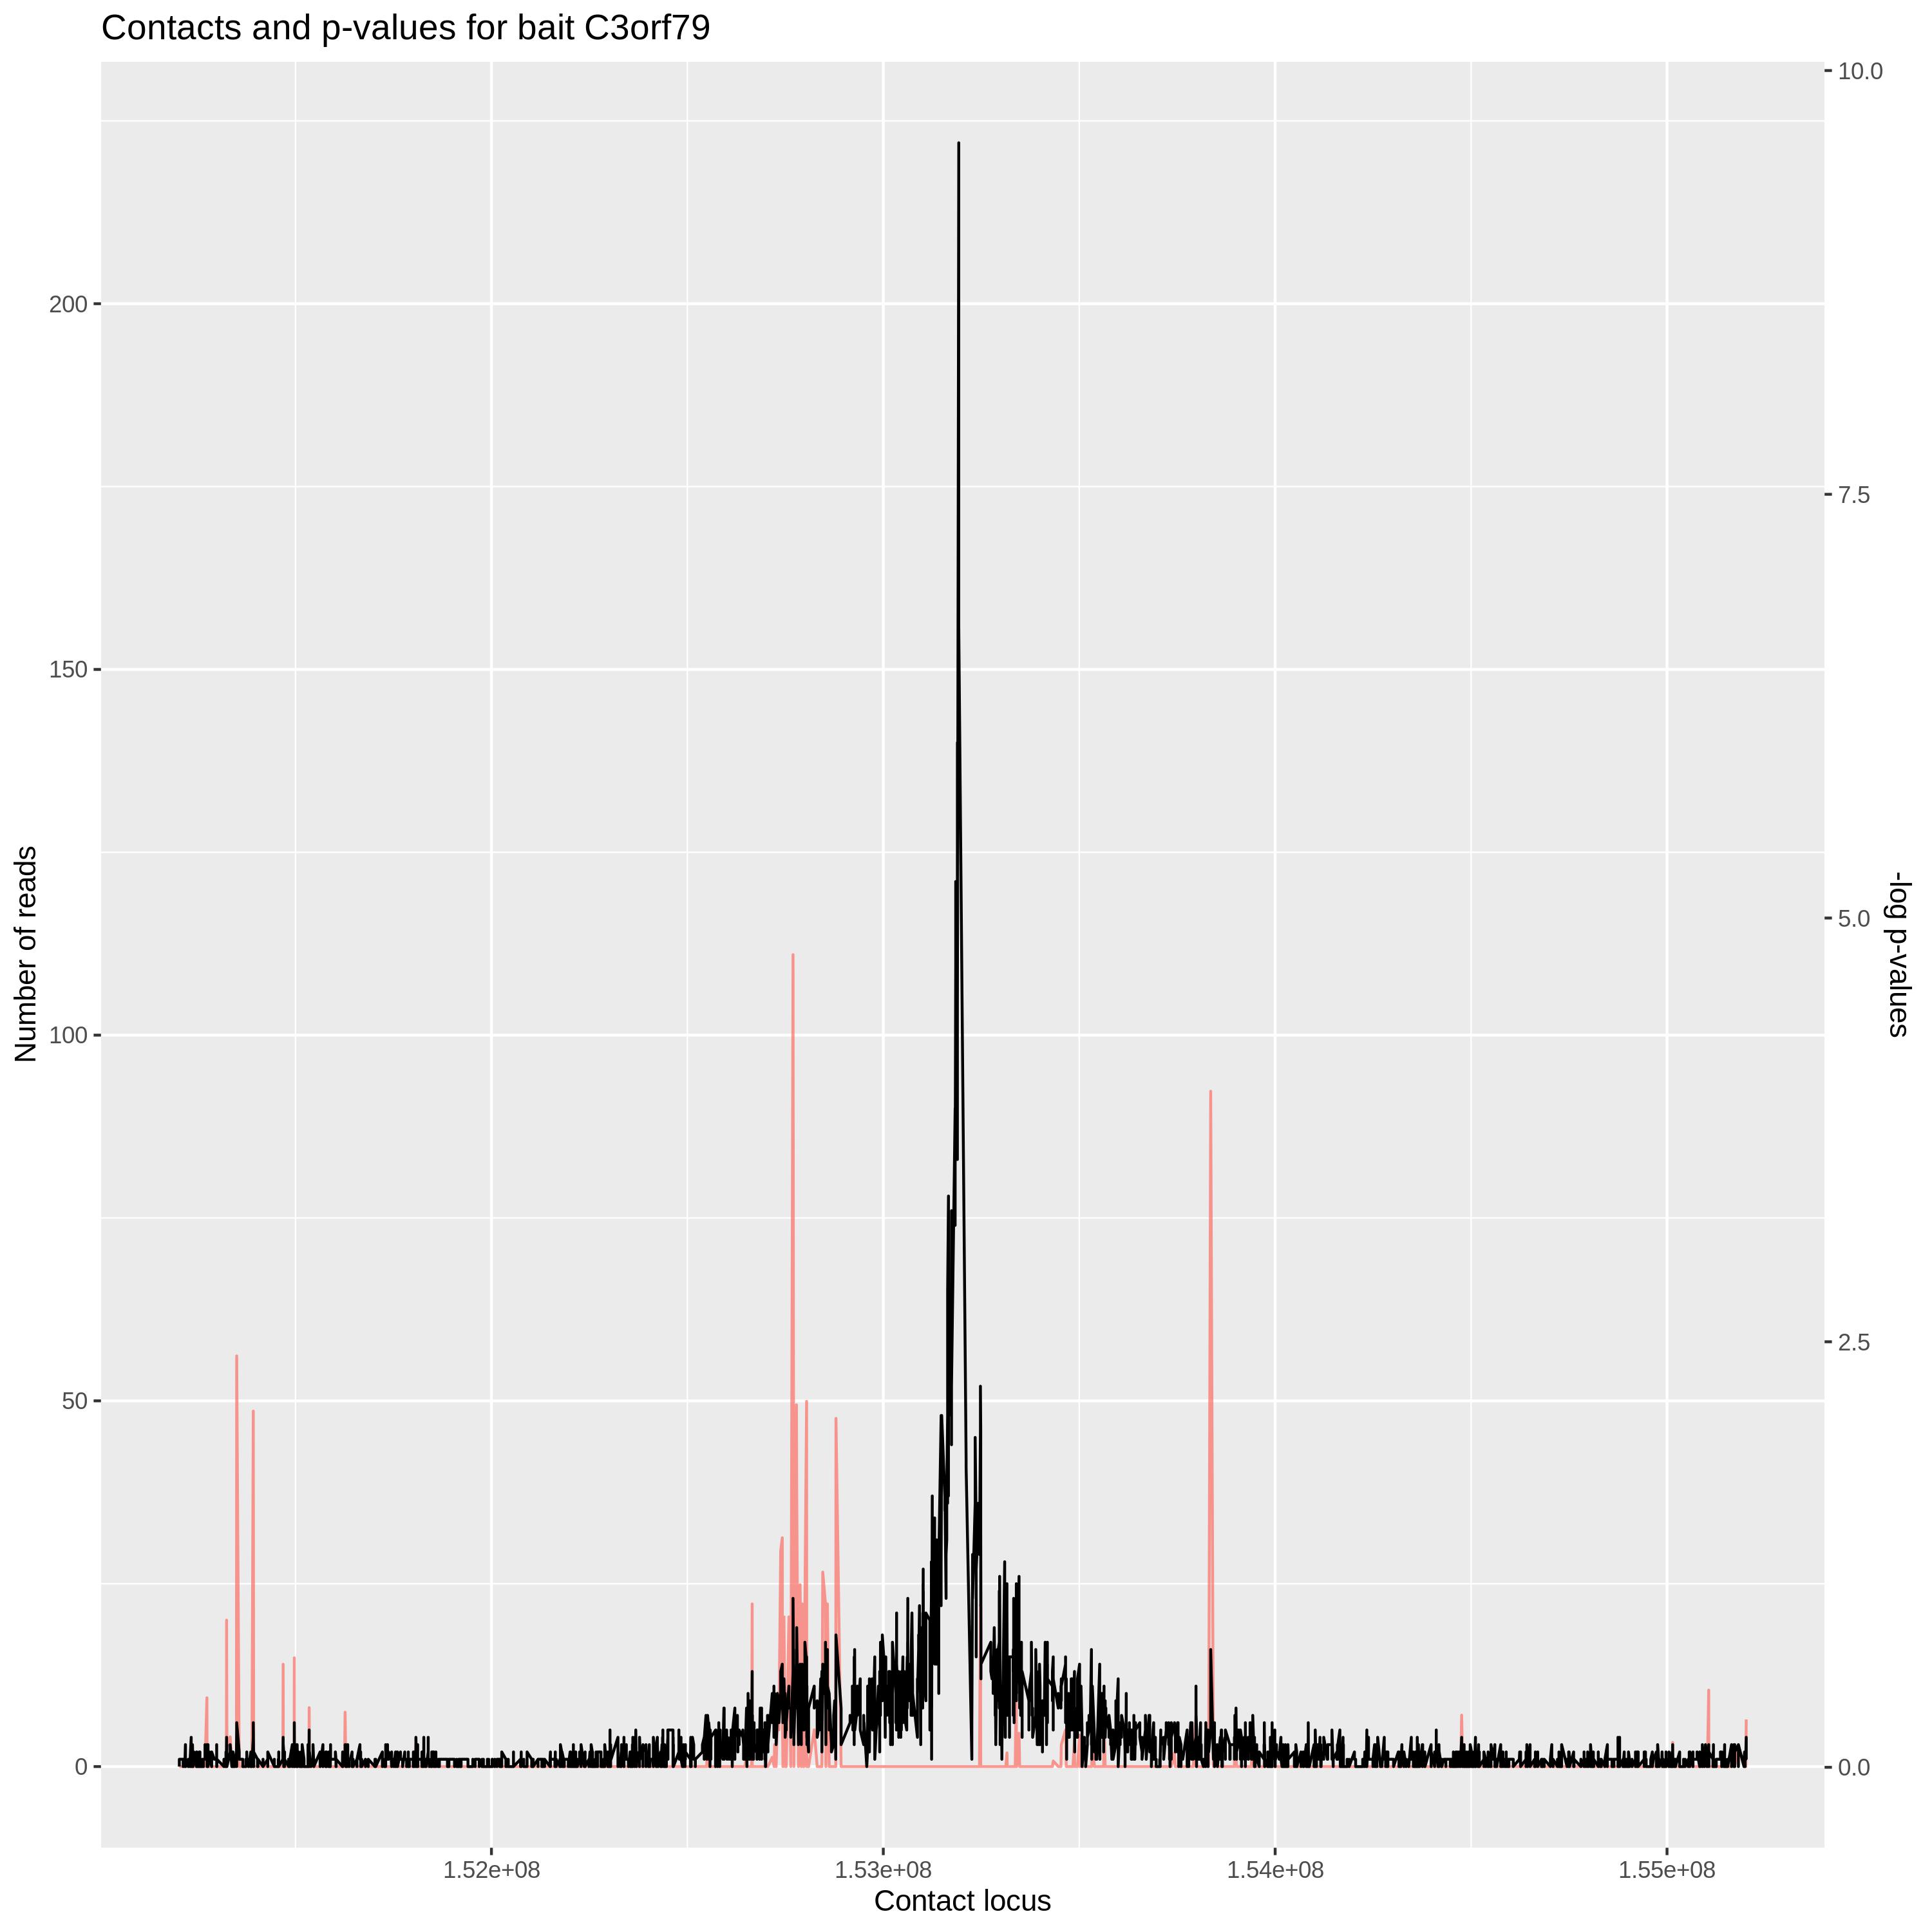 Contacts and p-values for bait C3orf79
10.0
200
7.5
150
5.0
Number of reads
-log p-values
100
2.5
50
0
0.0
1.52e+08
1.53e+08
1.54e+08
1.55e+08
Contact locus